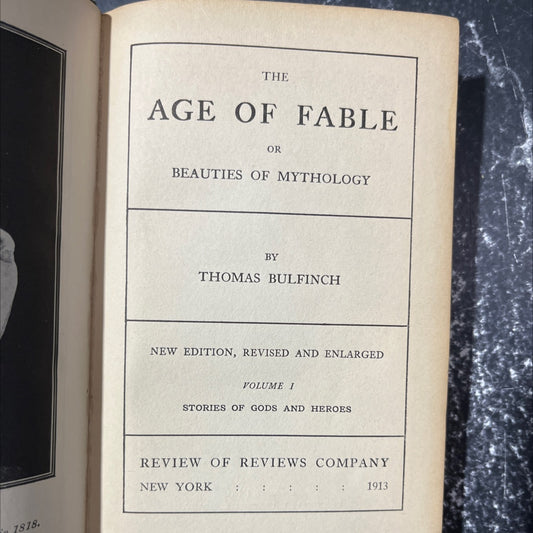 THE
AGE OF FABLE
OR
BEAUTIES OF MYTHOLOGY
BY
THOMAS BULFINCH
NEW EDITION, REVISED AND ENLARGED
VOLUME I
STORIES OF GODS AND HEROES
REVIEW OF REVIEWS COMPANY
NEW YORK : : : : : 1913
1818.